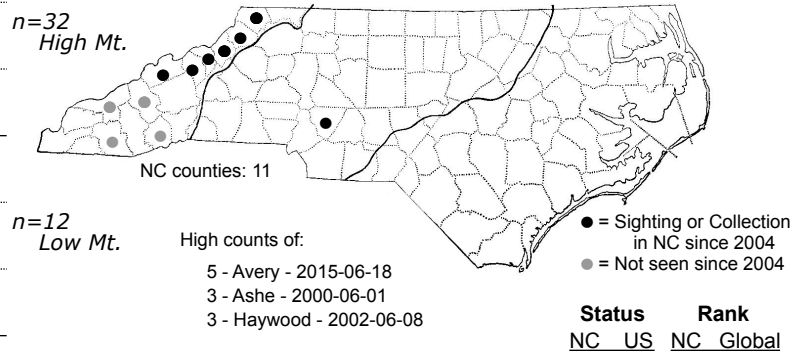 n=32
High Mt.
NC counties: 11
n=12
Low Mt.
High counts of:
5 - Avery - 2015-06-18
3 - Ashe - 2000-06-01
3 - Haywood - 2002-06-08
● = Sighting or Collection
in NC since 2004
● = Not seen since 2004
Status Rank
NC US NC Global